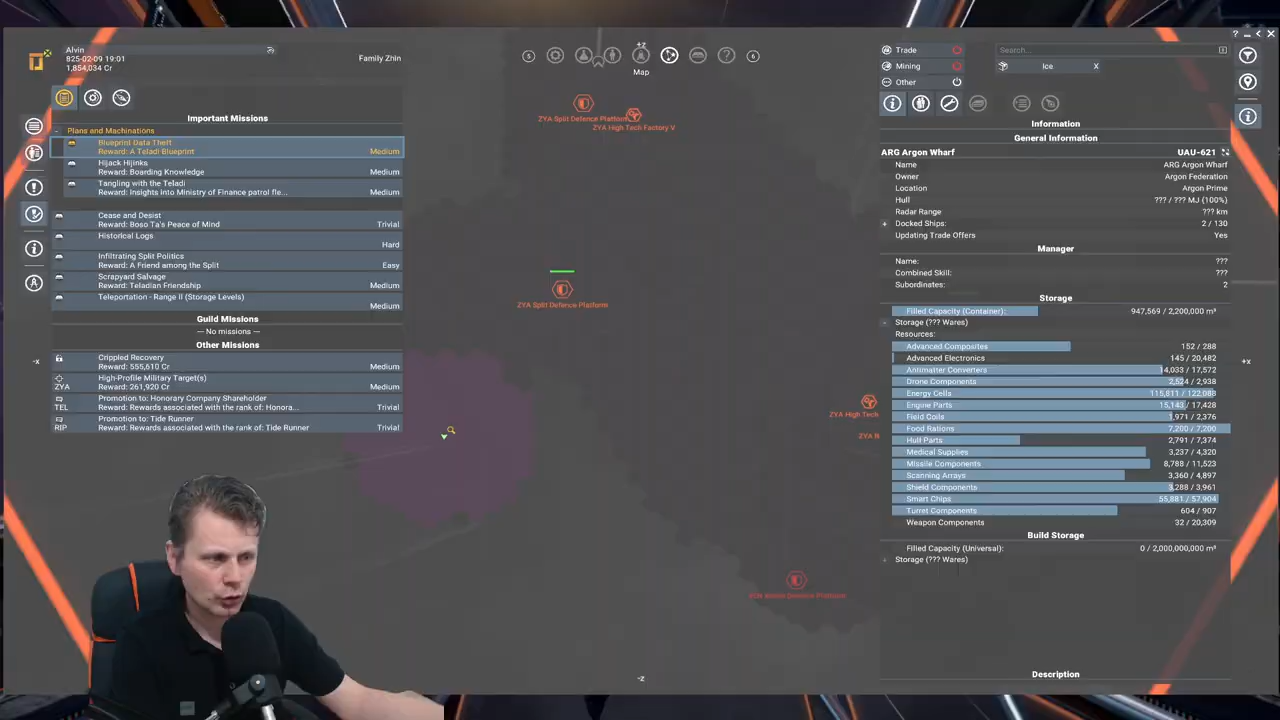 Alvin
825-02-09 19:01
1,854,034 Cr
Family Zhin
Map
+z
-x
+x
-z
Important Missions
Plans and Machinations
Blueprint Data Theft
Reward: A Teladi Blueprint Medium
Hijack Hijinks
Reward: Boarding Knowledge Medium
Tangling with the Teladi
Reward: Insights into Ministry of Finance patrol fle... Medium
Cease and Desist
Reward: Boso Ta's Peace of Mind Trivial
Historical Logs
Hard
Infiltrating Split Politics
Reward: A Friend among the Split Easy
Scrapyard Salvage
Reward: Teladian Friendship Medium
Teleportation - Range II (Storage Levels)
Medium
Guild Missions
— No missions —
Other Missions
Crippled Recovery
Reward: 555,610 Cr Medium
High-Profile Military Target(s)
ZYA Reward: 261,920 Cr Medium
Promotion to: Honorary Company Shareholder
TEL Reward: Rewards associated with the rank of: Honora... Trivial
Promotion to: Tide Runner
RIP Reward: Rewards associated with the rank of: Tide Runner Trivial
ZYA Split Defence Platform
ZYA High Tech Factory V
ZYA Split Defence Platform
ZYA High Tech
ZYA
Defence Platform
Trade
Mining
Other
Search...
Ice X
Information
General Information
ARG Argon Wharf UAU-621
Name ARG Argon Wharf
Owner Argon Federation
Location Argon Prime
Hull ??? / ??? MJ (100%)
Radar Range ??? km
+ Docked Ships: 2 / 130
Updating Trade Offers Yes
Manager
Name: ???
Combined Skill: ???
Subordinates: 2
Storage
Filled Capacity (Container): 947,569 / 2,200,000 m³
- Storage (??? Wares)
Resources:
Advanced Composites 152 / 288
Advanced Electronics 145 / 20,482
Antimatter Converters 14,033 / 17,572
Drone Components 2,524 / 2,938
Energy Cells 115,811 / 122,088
Engine Parts 15,143 / 17,428
Field Coils 1,971 / 2,376
Food Rations 7,200 / 7,200
Hull Parts 2,791 / 7,374
Medical Supplies 3,237 / 4,320
Missile Components 8,788 / 11,523
Scanning Arrays 3,360 / 4,897
Shield Components 3,288 / 3,961
Smart Chips 55,881 / 57,904
Turret Components 604 / 907
Weapon Components 32 / 20,309
Build Storage
Filled Capacity (Universal): 0 / 2,000,000,000 m³
+ Storage (??? Wares)
Description